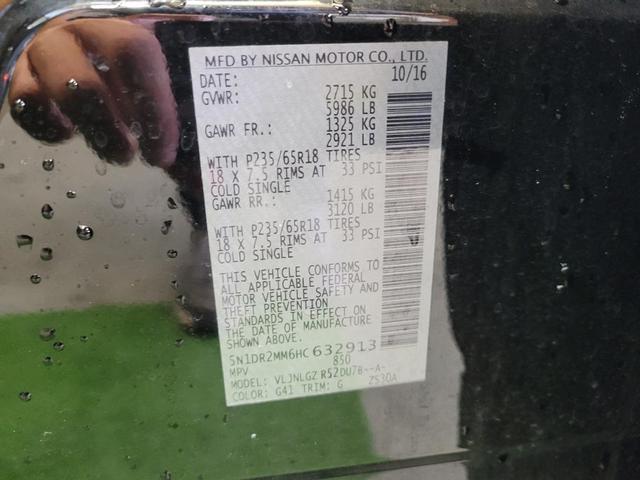 MFD BY NISSAN MOTOR CO., LTD.
DATE: 10/16
GVWR: 2715 KG
5986 LB
GAWR FR.: 1325 KG
2921 LB
WITH P235/65R18 TIRES
18 X 7.5 RIMS AT 33 PSI
COLD SINGLE
GAWR RR.: 1415 KG
3120 LB
WITH P235/65R18 TIRES
18 X 7.5 RIMS AT 33 PSI
COLD SINGLE
THIS VEHICLE CONFORMS TO
ALL APPLICABLE FEDERAL
MOTOR VEHICLE SAFETY AND
THEFT PREVENTION
STANDARDS IN EFFECT ON
THE DATE OF MANUFACTURE
SHOWN ABOVE.
5N1DR2MM6HC 632913
MPV 850
MODEL: VLJNLGZ R52DU7B--A-
COLOR: G41 TRIM: G ZS30A